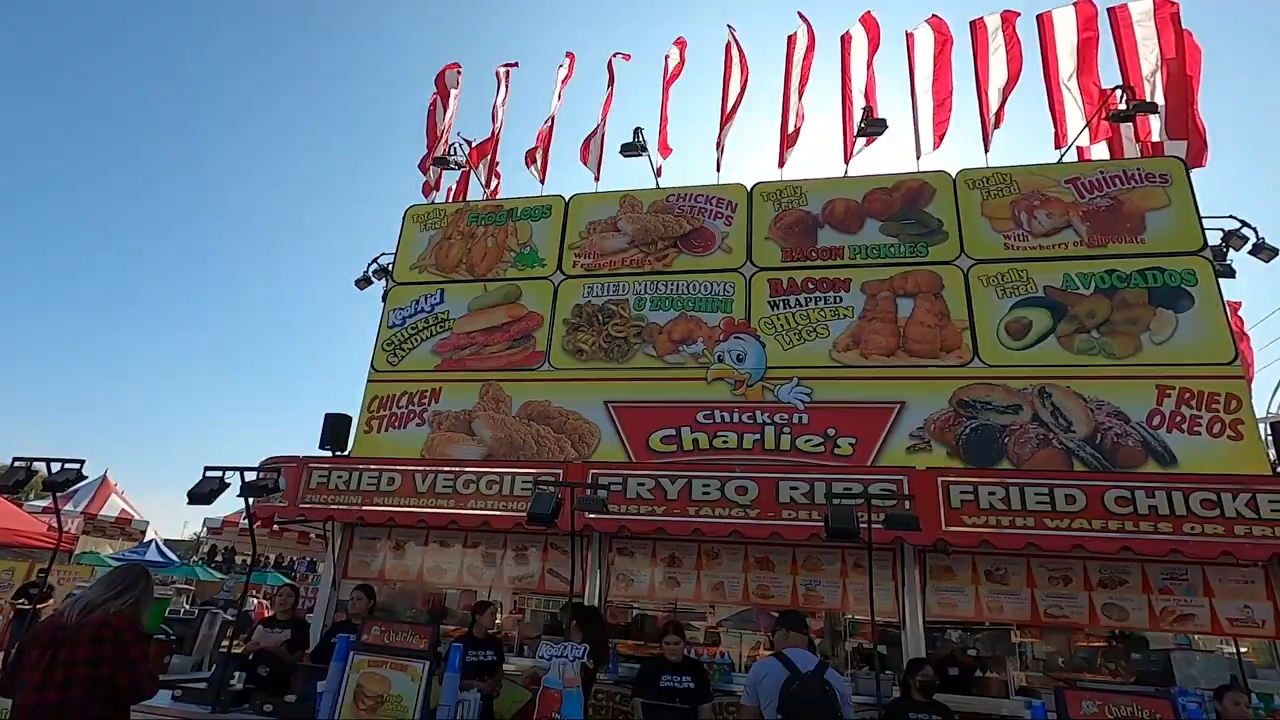 Totally
Fried
Frog Legs
CHICKEN
STRIPS
with
French Fries
Totally
Fried
BACON PICKLES
Totally
Fried
Twinkies
with
Strawberry or Chocolate
Kool-Aid
CHICKEN
SANDWICH
FRIED MUSHROOMS
& ZUCCHINI
BACON
WRAPPED
CHICKEN
LEGS
Totally
Fried
AVOCADOS
CHICKEN
STRIPS
Chicken
Charlie's
FRIED
OREOS
FRIED VEGGIES
ZUCCHINI - MUSHROOMS - ARTICHO
FRYBQ RIBS
CRISPY - TANGY - DELICIOUS
FRIED CHICKE
WITH WAFFLES OR FR
Charlie's
Kool-Aid
CHICKEN
CHARLIE'S
Charlie's